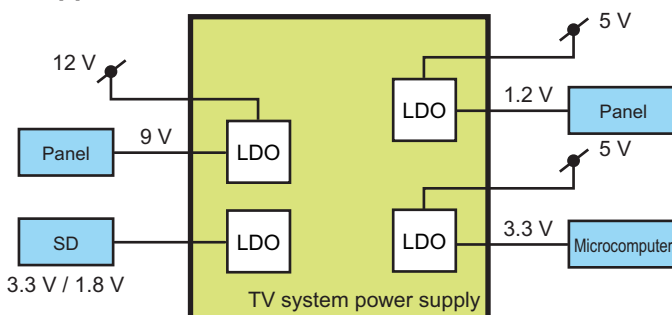 5 V
12 V
LDO
1.2 V
Panel
9 V
Panel
LDO
5 V
SD
LDO
LDO
3.3 V
Microcomputer
3.3 V / 1.8 V
TV system power supply